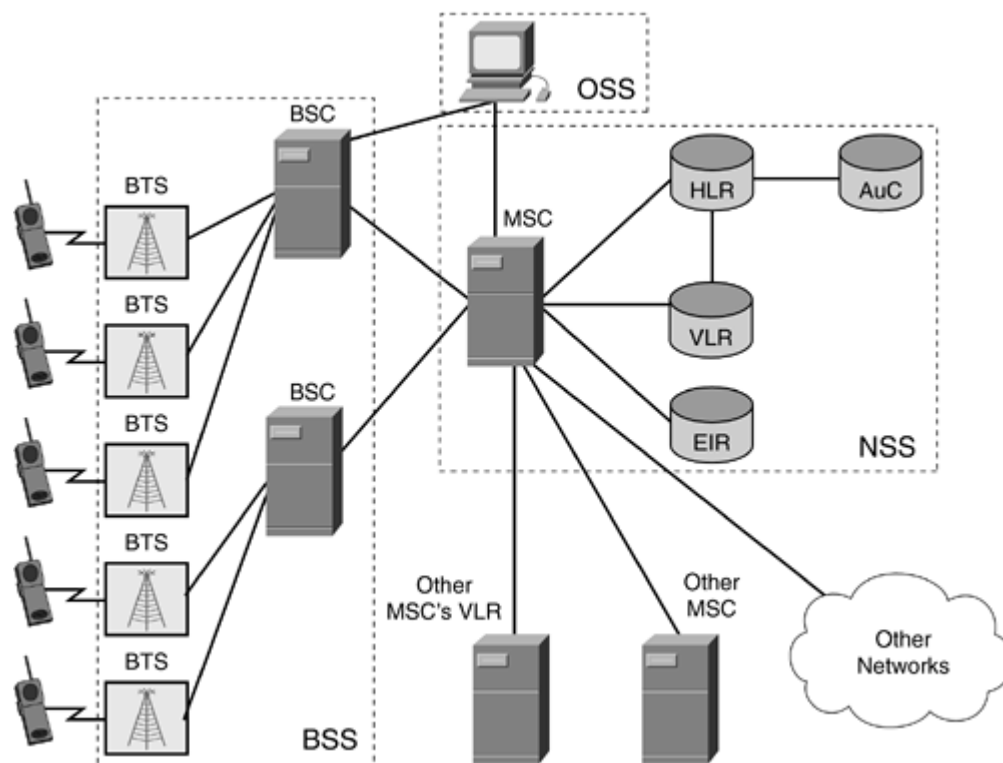 OSS
BSC
BTS
HLR
AuC
MSC
BTS
VLR
BSC
BTS
EIR
NSS
BTS
Other
MSC's VLR
Other
MSC
Other
Networks
BTS
BSS